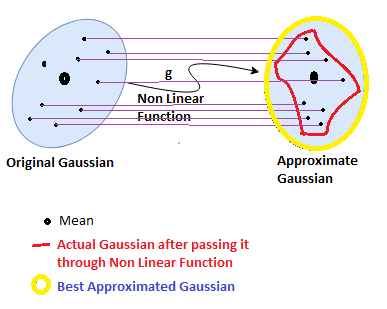 g
Non Linear
Function
Original Gaussian
Approximate
Gaussian
Mean
Actual Gaussian after passing it
through Non Linear Function
Best Approximated Gaussian